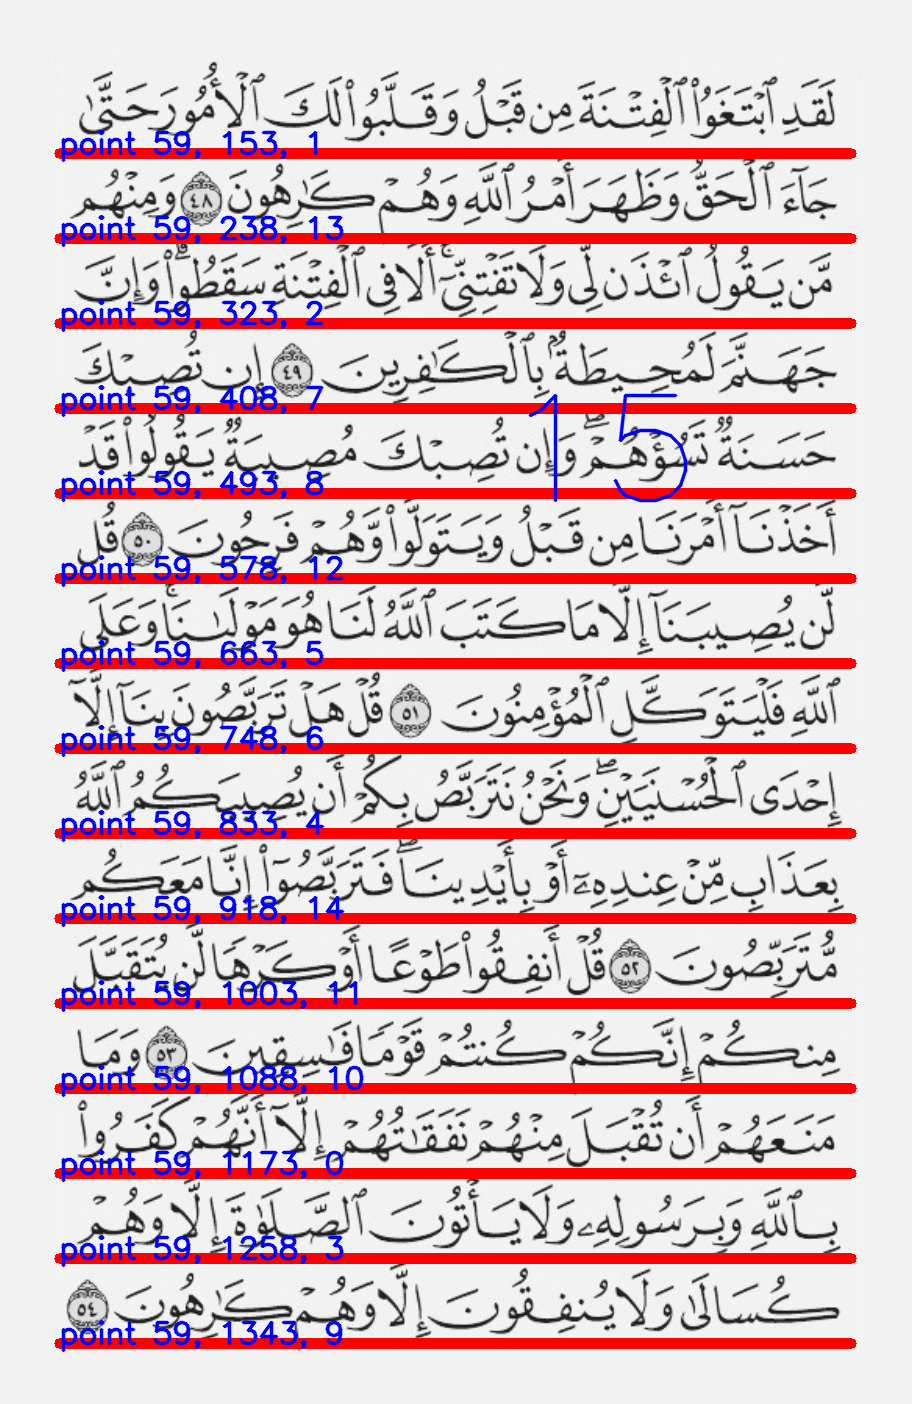 لَقَدِ ٱبْتَغَوُا۟ ٱلْفِتْنَةَ مِن قَبْلُ وَقَلَّبُوا۟ لَكَ ٱلْأُمُورَ حَتَّىٰ
point 59, 153, 1
جَآءَ ٱلْحَقُّ وَظَهَرَ أَمْرُ ٱللَّهِ وَهُمْ كَـٰرِهُونَ ٤٨ وَمِنْهُم
point 59, 238, 13
مَّن يَقُولُ ٱئْذَن لِّى وَلَا تَفْتِنِّىٓ ۚ أَلَا فِى ٱلْفِتْنَةِ سَقَطُوا۟ ۗ وَإِنَّ
point 59, 323, 2
جَهَنَّمَ لَمُحِيطَةٌۢ بِٱلْكَـٰفِرِينَ ٤٩ إِن تُصِبْكَ
point 59, 408, 7
15
حَسَنَةٌ تَسُؤْهُمْ ۖ وَإِن تُصِبْكَ مُصِيبَةٌ يَقُولُوا۟ قَدْ
point 59, 493, 8
أَخَذْنَآ أَمْرَنَا مِن قَبْلُ وَيَتَوَلَّوا۟ وَّهُمْ فَرِحُونَ ٥٠ قُل
point 59, 578, 12
لَّن يُصِيبَنَآ إِلَّا مَا كَتَبَ ٱللَّهُ لَنَا هُوَ مَوْلَىٰنَا ۚ وَعَلَى
point 59, 663, 5
ٱللَّهِ فَلْيَتَوَكَّلِ ٱلْمُؤْمِنُونَ ٥١ قُلْ هَلْ تَرَبَّصُونَ بِنَآ إِلَّآ
point 59, 748, 6
إِحْدَى ٱلْحُسْنَيَيْنِ ۖ وَنَحْنُ نَتَرَبَّصُ بِكُمْ أَن يُصِيبَكُمُ ٱللَّهُ
point 59, 833, 4
بِعَذَابٍ مِّنْ عِندِهِۦٓ أَوْ بِأَيْدِينَا ۖ فَتَرَبَّصُوٓا۟ إِنَّا مَعَكُم
point 59, 918, 14
مُّتَرَبِّصُونَ ٥٢ قُلْ أَنفِقُوا۟ طَوْعًا أَوْ كَرْهًا لَّن يُتَقَبَّلَ
point 59, 1003, 11
مِنكُمْ إِنَّكُمْ كُنتُمْ قَوْمًا فَـٰسِقِينَ ٥٣ وَمَا
point 59, 1088, 10
مَنَعَهُمْ أَن تُقْبَلَ مِنْهُمْ نَفَقَـٰتُهُمْ إِلَّآ أَنَّهُمْ كَفَرُوا۟
point 59, 1173, 0
بِٱللَّهِ وَبِرَسُولِهِۦ وَلَا يَأْتُونَ ٱلصَّلَوٰةَ إِلَّا وَهُمْ
point 59, 1258, 3
كُسَالَىٰ وَلَا يُنفِقُونَ إِلَّا وَهُمْ كَـٰرِهُونَ ٥٤
point 59, 1343, 9